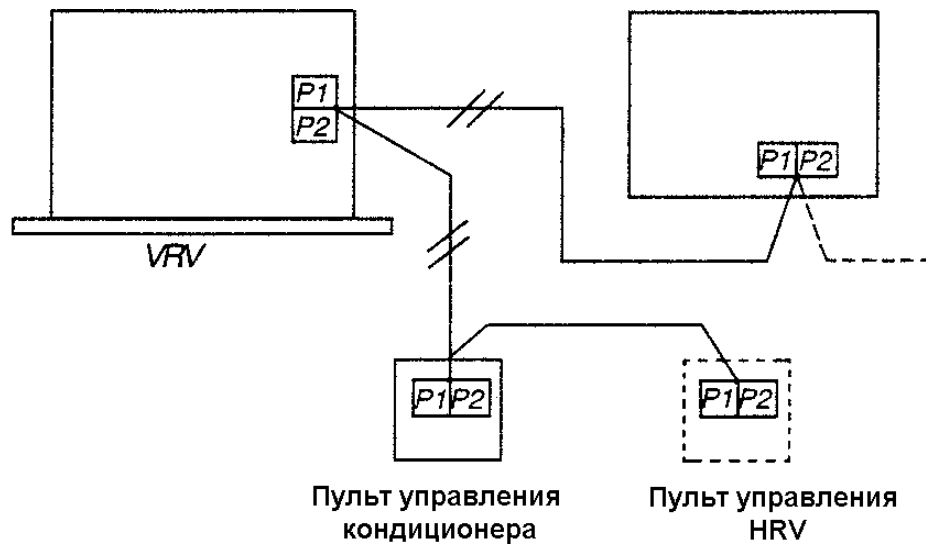 P1
P2
P1 P2
VRV
P1 P2
P1 P2
Пульт управления
кондиционера
Пульт управления
HRV